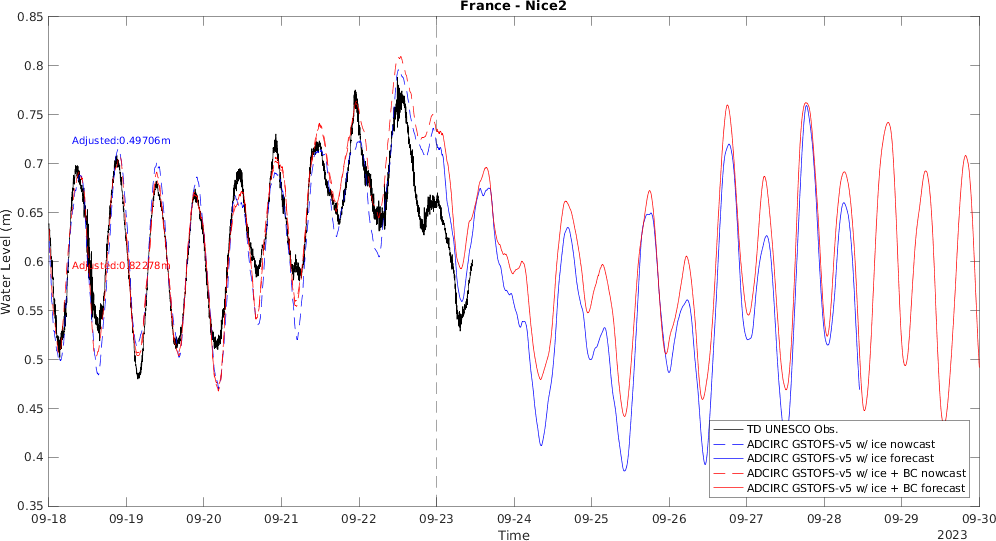 France - Nice2
0.85
0.8
0.75
0.7
0.65
0.6
0.55
0.5
0.45
0.4
0.35
Water Level (m)
Adjusted:0.49706m
Adjusted:0.82278m
TD UNESCO Obs.
ADCIRC GSTOFS-v5 w/ ice nowcast
ADCIRC GSTOFS-v5 w/ ice forecast
ADCIRC GSTOFS-v5 w/ ice + BC nowcast
ADCIRC GSTOFS-v5 w/ ice + BC forecast
09-18 09-19 09-20 09-21 09-22 09-23 09-24 09-25 09-26 09-27 09-28 09-29 09-30
Time
2023